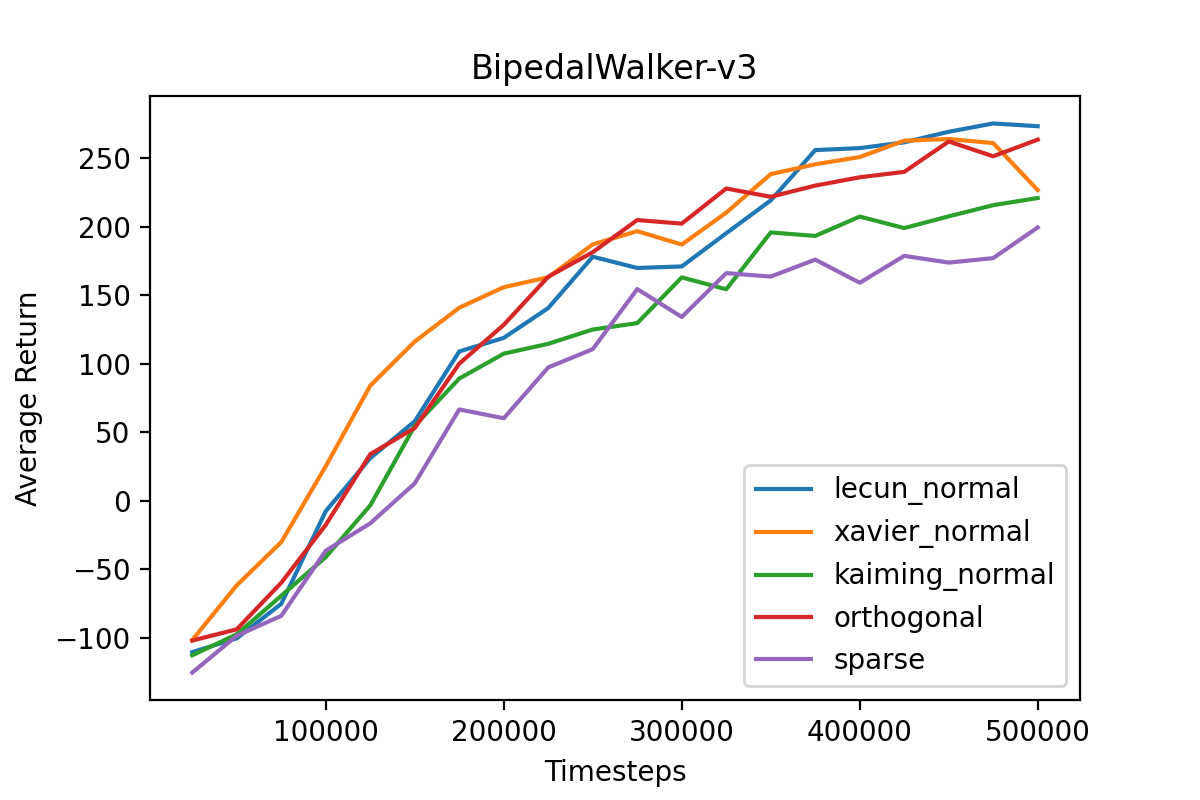 BipedalWalker-v3
Average Return
250
200
150
100
50
0
−50
−100
lecun_normal
xavier_normal
kaiming_normal
orthogonal
sparse
100000 200000 300000 400000 500000
Timesteps